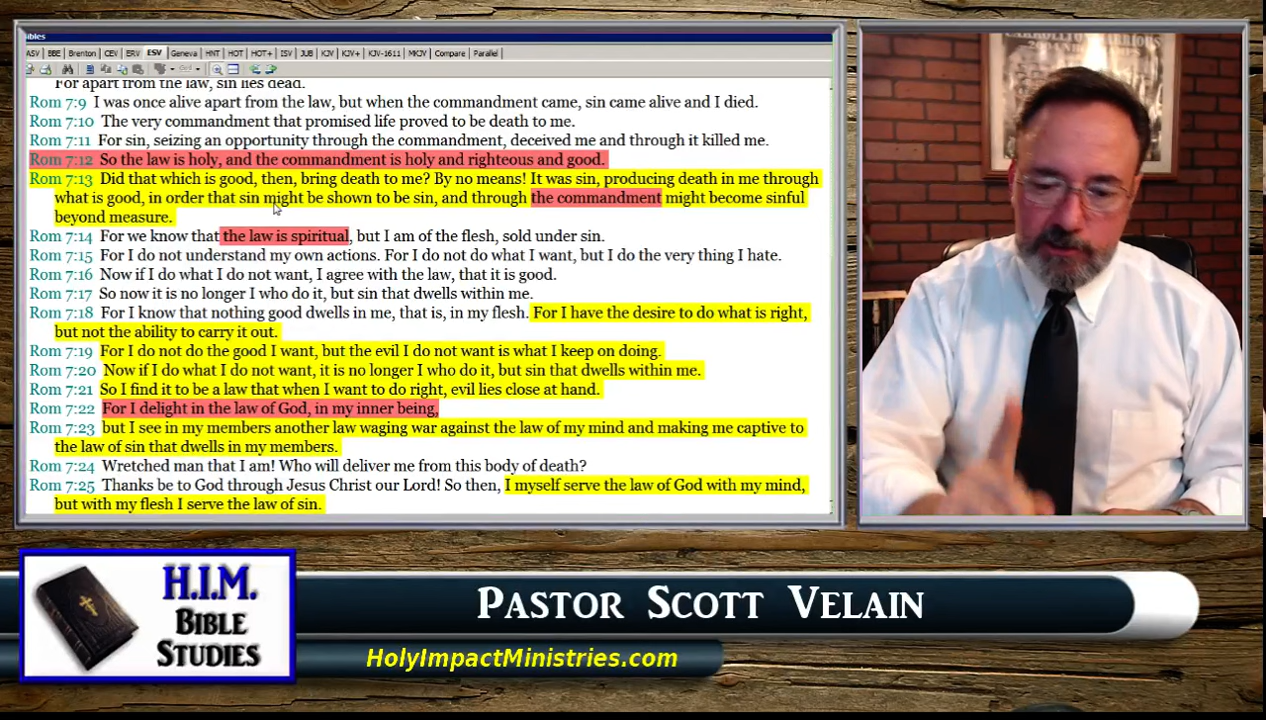 ibles
ASV BBE Brenton CEV ERV ESV Geneva HNT HOT HOT+ ISV JUB KJV KJV+ KJV-1611 MKJV Compare Parallel
For apart from the law, sin lies dead.
Rom 7:9 I was once alive apart from the law, but when the commandment came, sin came alive and I died.
Rom 7:10 The very commandment that promised life proved to be death to me.
Rom 7:11 For sin, seizing an opportunity through the commandment, deceived me and through it killed me.
Rom 7:12 So the law is holy, and the commandment is holy and righteous and good.
Rom 7:13 Did that which is good, then, bring death to me? By no means! It was sin, producing death in me through
what is good, in order that sin might be shown to be sin, and through the commandment might become sinful
beyond measure.
Rom 7:14 For we know that the law is spiritual, but I am of the flesh, sold under sin.
Rom 7:15 For I do not understand my own actions. For I do not do what I want, but I do the very thing I hate.
Rom 7:16 Now if I do what I do not want, I agree with the law, that it is good.
Rom 7:17 So now it is no longer I who do it, but sin that dwells within me.
Rom 7:18 For I know that nothing good dwells in me, that is, in my flesh. For I have the desire to do what is right,
but not the ability to carry it out.
Rom 7:19 For I do not do the good I want, but the evil I do not want is what I keep on doing.
Rom 7:20 Now if I do what I do not want, it is no longer I who do it, but sin that dwells within me.
Rom 7:21 So I find it to be a law that when I want to do right, evil lies close at hand.
Rom 7:22 For I delight in the law of God, in my inner being,
Rom 7:23 but I see in my members another law waging war against the law of my mind and making me captive to
the law of sin that dwells in my members.
Rom 7:24 Wretched man that I am! Who will deliver me from this body of death?
Rom 7:25 Thanks be to God through Jesus Christ our Lord! So then, I myself serve the law of God with my mind,
but with my flesh I serve the law of sin.
H.I.M.
BIBLE
STUDIES
PASTOR SCOTT VELAIN
HolyImpactMinistries.com